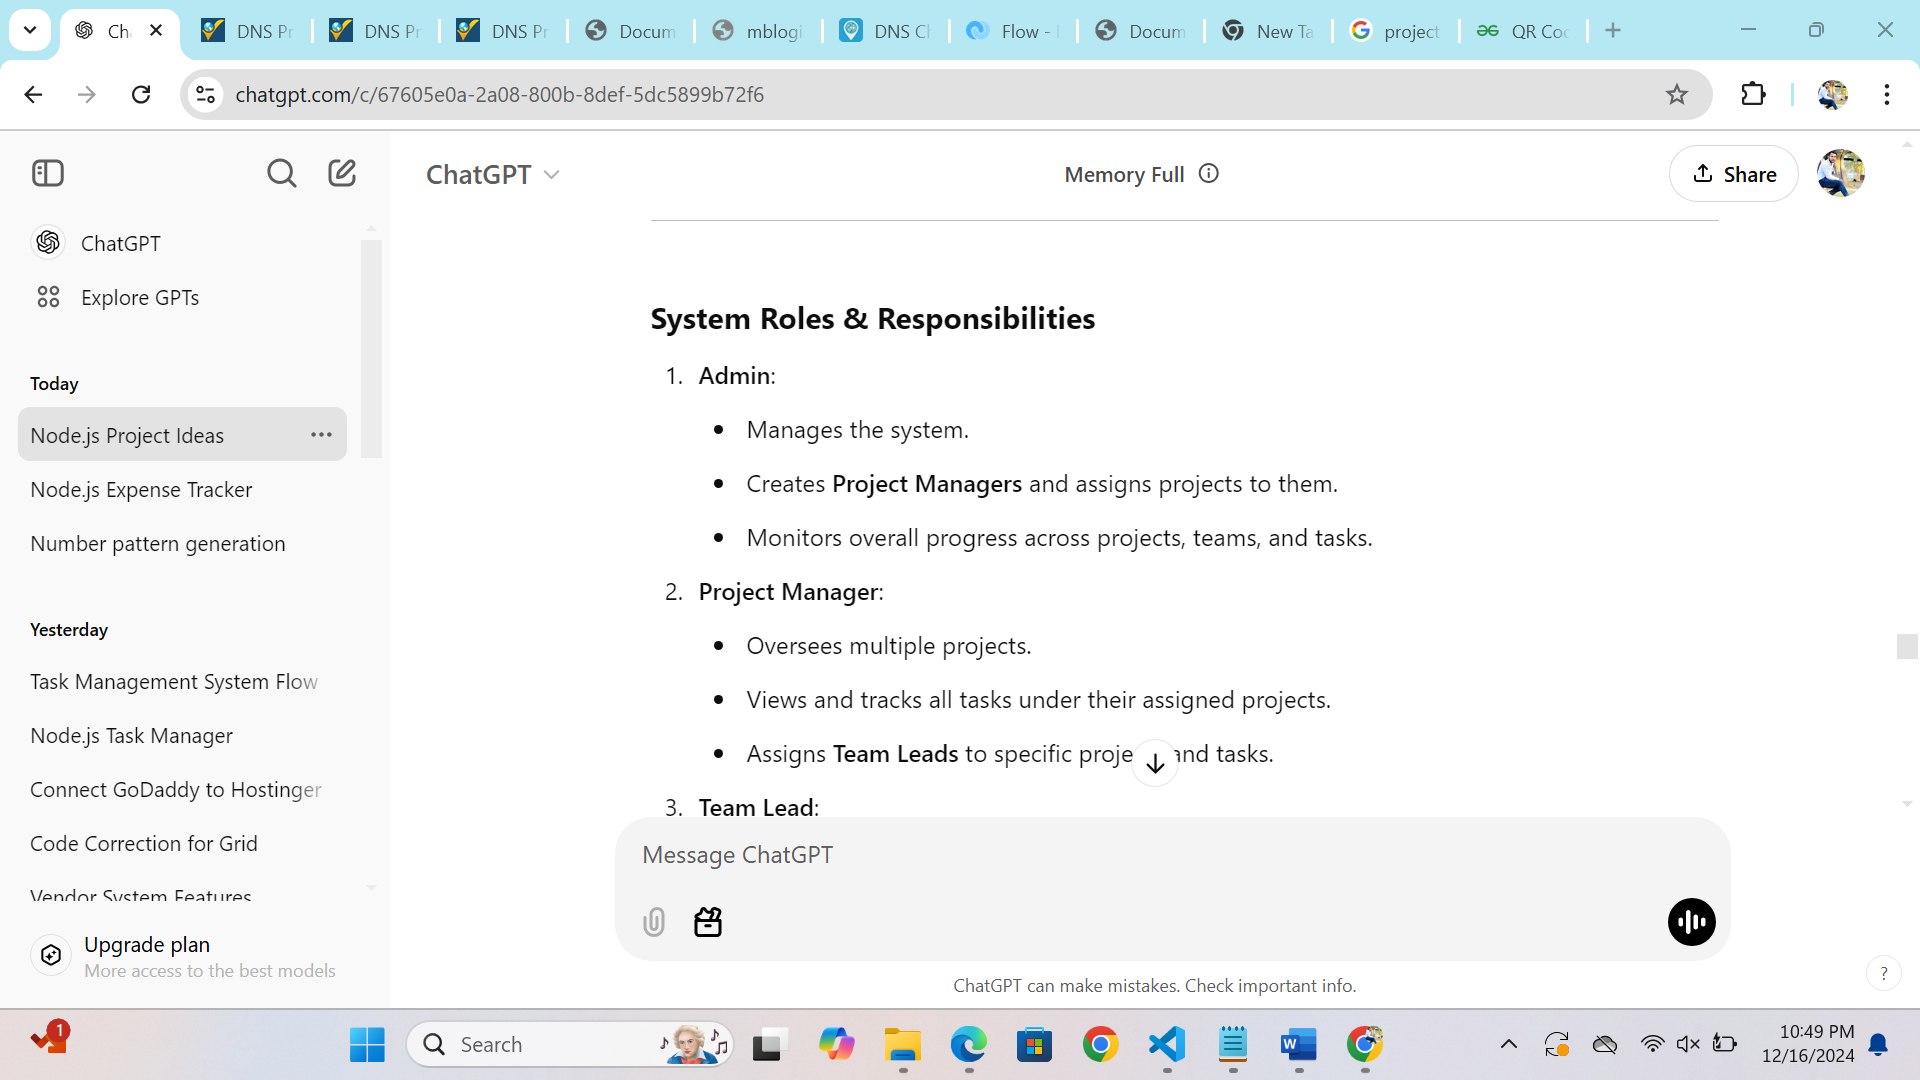 Ch
DNS Pr
DNS Pr
DNS Pr
Docum
mblogi
DNS Ch
Flow -
Docum
New Ta
project
QR Coc
chatgpt.com/c/67605e0a-2a08-800b-8def-5dc5899b72f6
ChatGPT
Memory Full
Share
ChatGPT
Explore GPTs
Today
Node.js Project Ideas
Node.js Expense Tracker
Number pattern generation
Yesterday
Task Management System Flow
Node.js Task Manager
Connect GoDaddy to Hostinger
Code Correction for Grid
Vendor System Features
Upgrade plan
More access to the best models
System Roles & Responsibilities
1. Admin:
• Manages the system.
• Creates Project Managers and assigns projects to them.
• Monitors overall progress across projects, teams, and tasks.
2. Project Manager:
• Oversees multiple projects.
• Views and tracks all tasks under their assigned projects.
• Assigns Team Leads to specific proje and tasks.
3. Team Lead:
Message ChatGPT
ChatGPT can make mistakes. Check important info.
?
1
Search
W
10:49 PM
12/16/2024